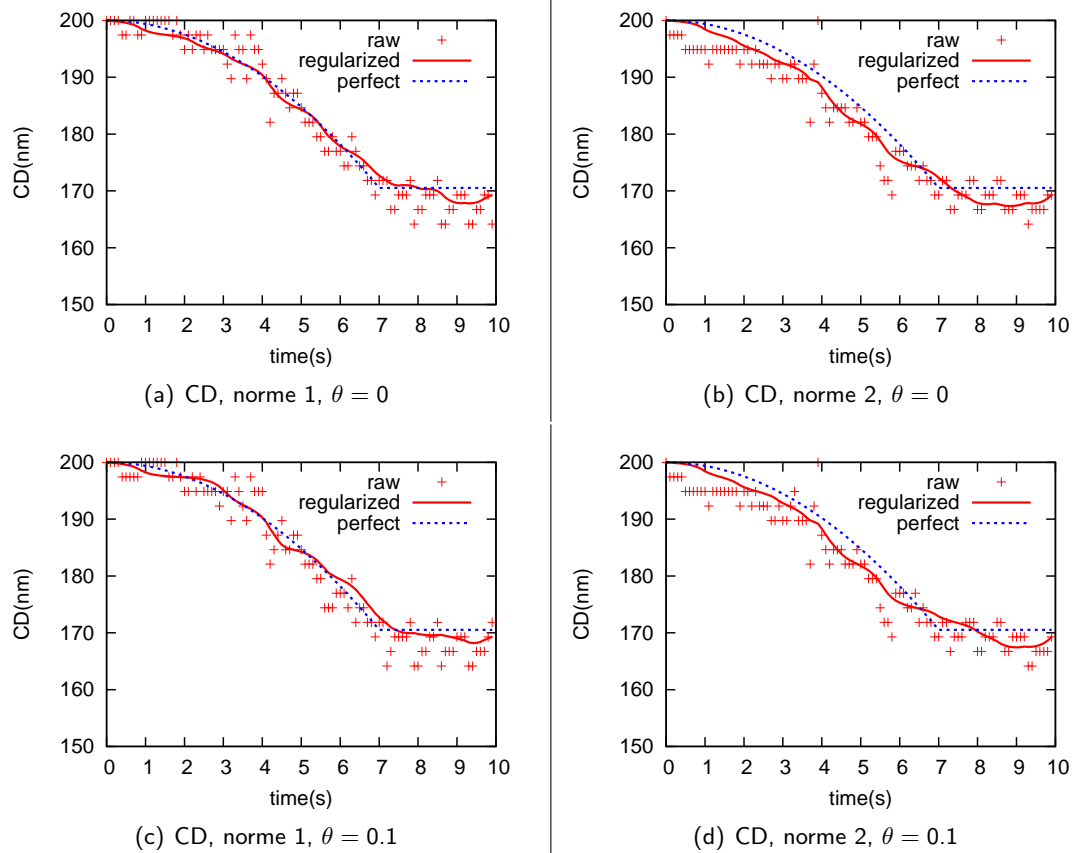 200
190
180
170
160
150
CD(nm)
raw
regularized
perfect
0 1 2 3 4 5 6 7 8 9 10
time(s)
(a) CD, norme 1, θ = 0
200
190
180
170
160
150
CD(nm)
raw
regularized
perfect
0 1 2 3 4 5 6 7 8 9 10
time(s)
(b) CD, norme 2, θ = 0
200
190
180
170
160
150
CD(nm)
raw
regularized
perfect
0 1 2 3 4 5 6 7 8 9 10
time(s)
(c) CD, norme 1, θ = 0.1
200
190
180
170
160
150
CD(nm)
raw
regularized
perfect
0 1 2 3 4 5 6 7 8 9 10
time(s)
(d) CD, norme 2, θ = 0.1